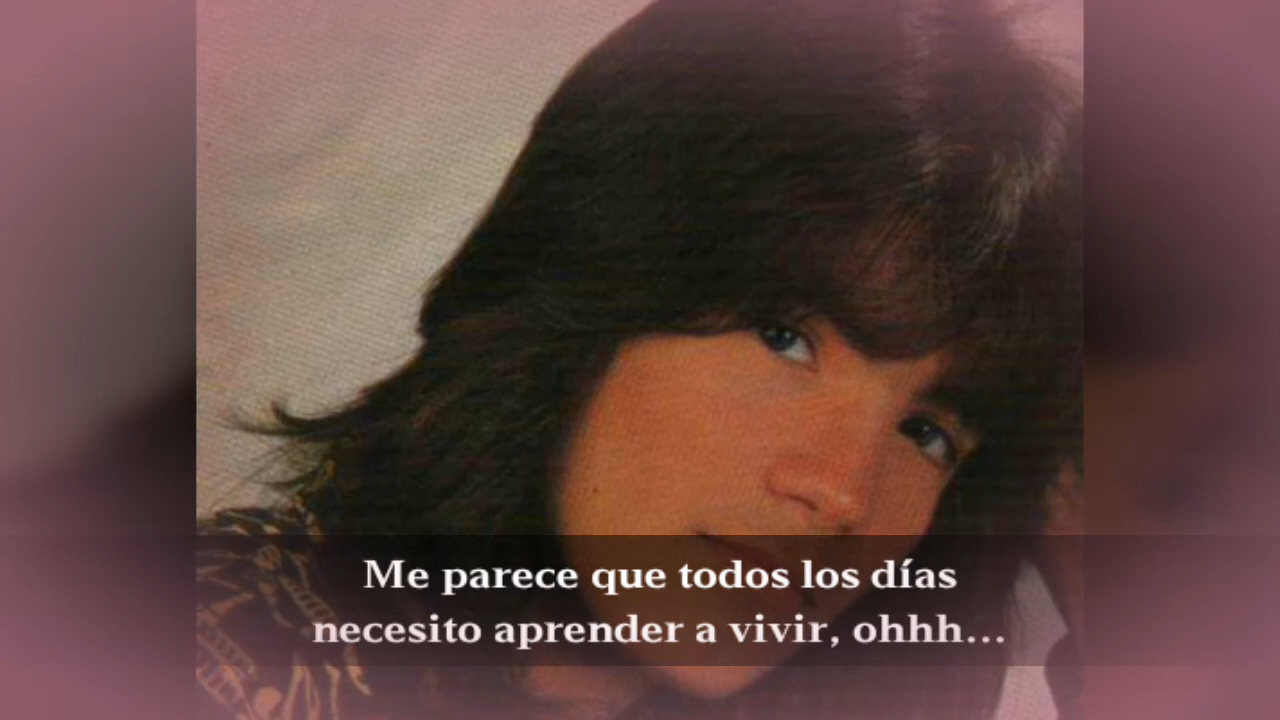 Me parece que todos los días
necesito aprender a vivir, ohhh...